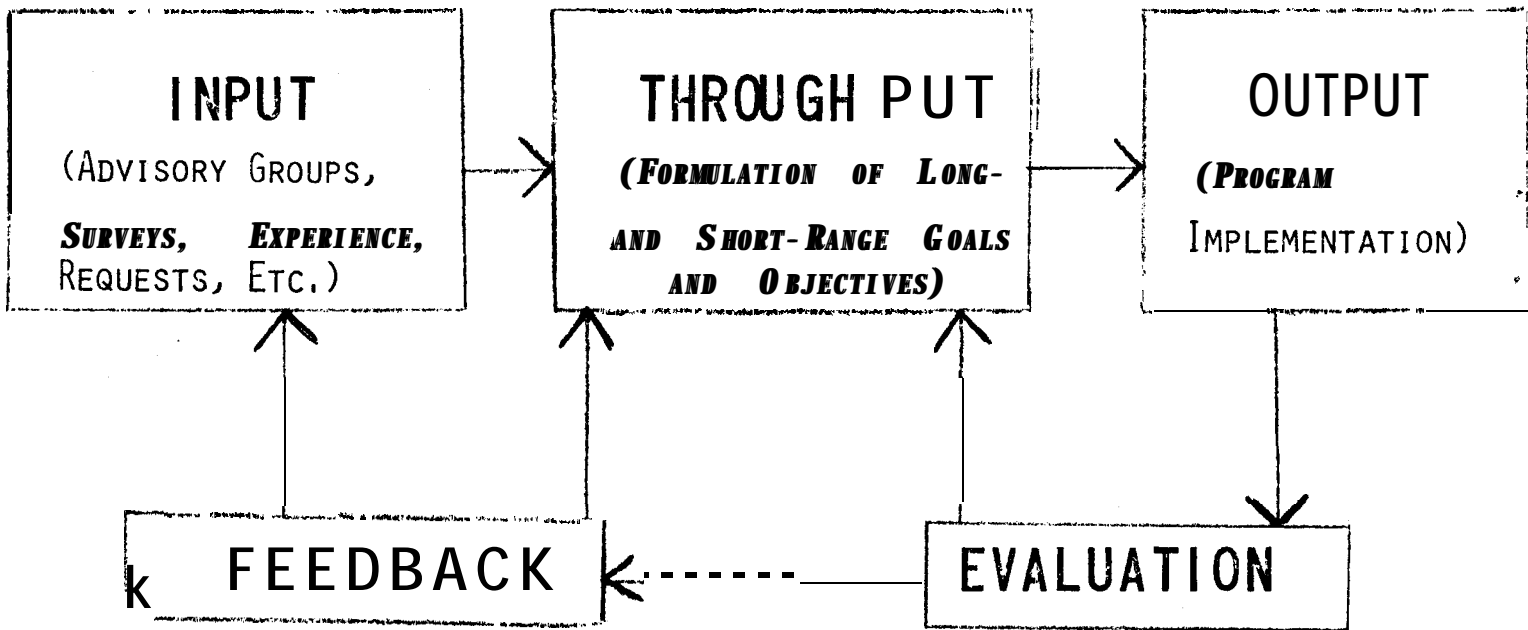 INPUT
(ADVISORY GROUPS,
SURVEYS, EXPERIENCE,
REQUESTS, ETC.)
THROUGH PUT
(FORMULATION OF LONG-
AND SHORT-RANGE GOALS
AND OBJECTIVES)
OUTPUT
(PROGRAM
IMPLEMENTATION)
k FEEDBACK
EVALUATION